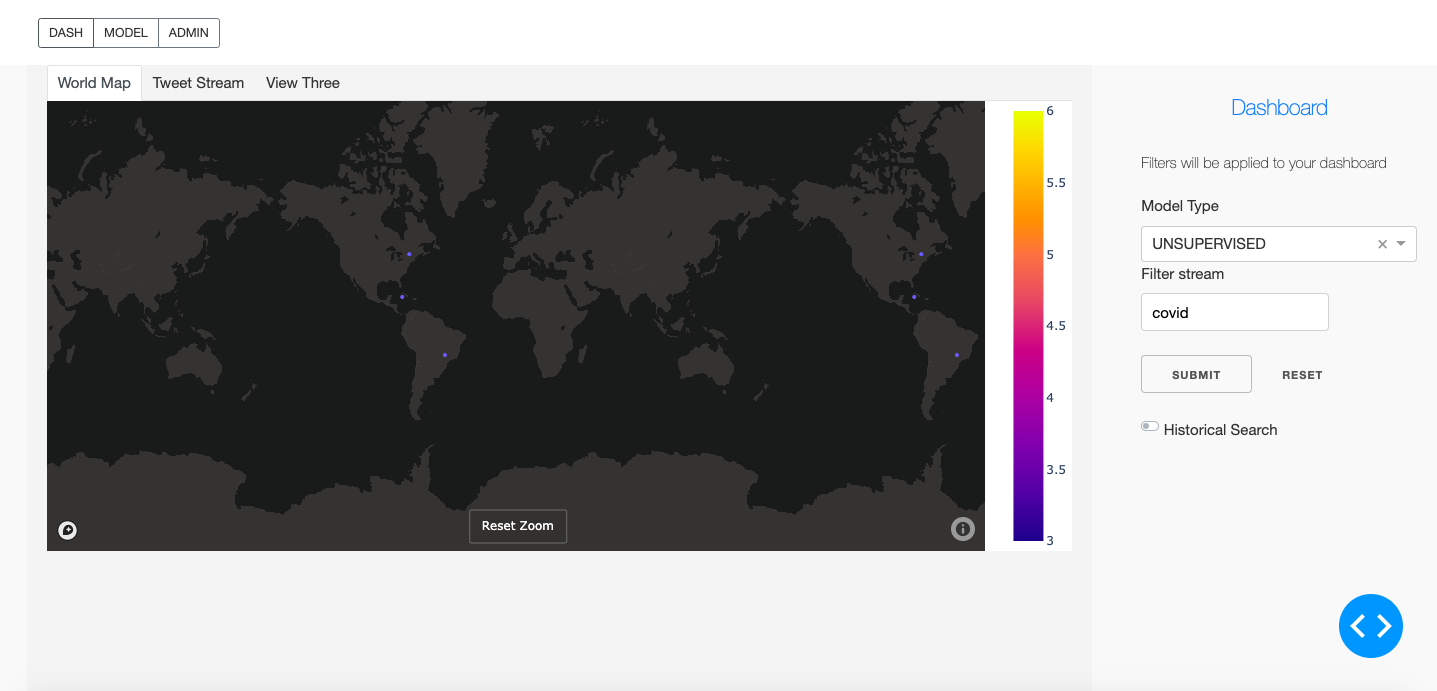 DASH MODEL ADMIN
World Map Tweet Stream View Three
6
5.5
5
4.5
4
3.5
3
Reset Zoom
Dashboard
Filters will be applied to your dashboard
Model Type
UNSUPERVISED
Filter stream
covid
SUBMIT RESET
Historical Search